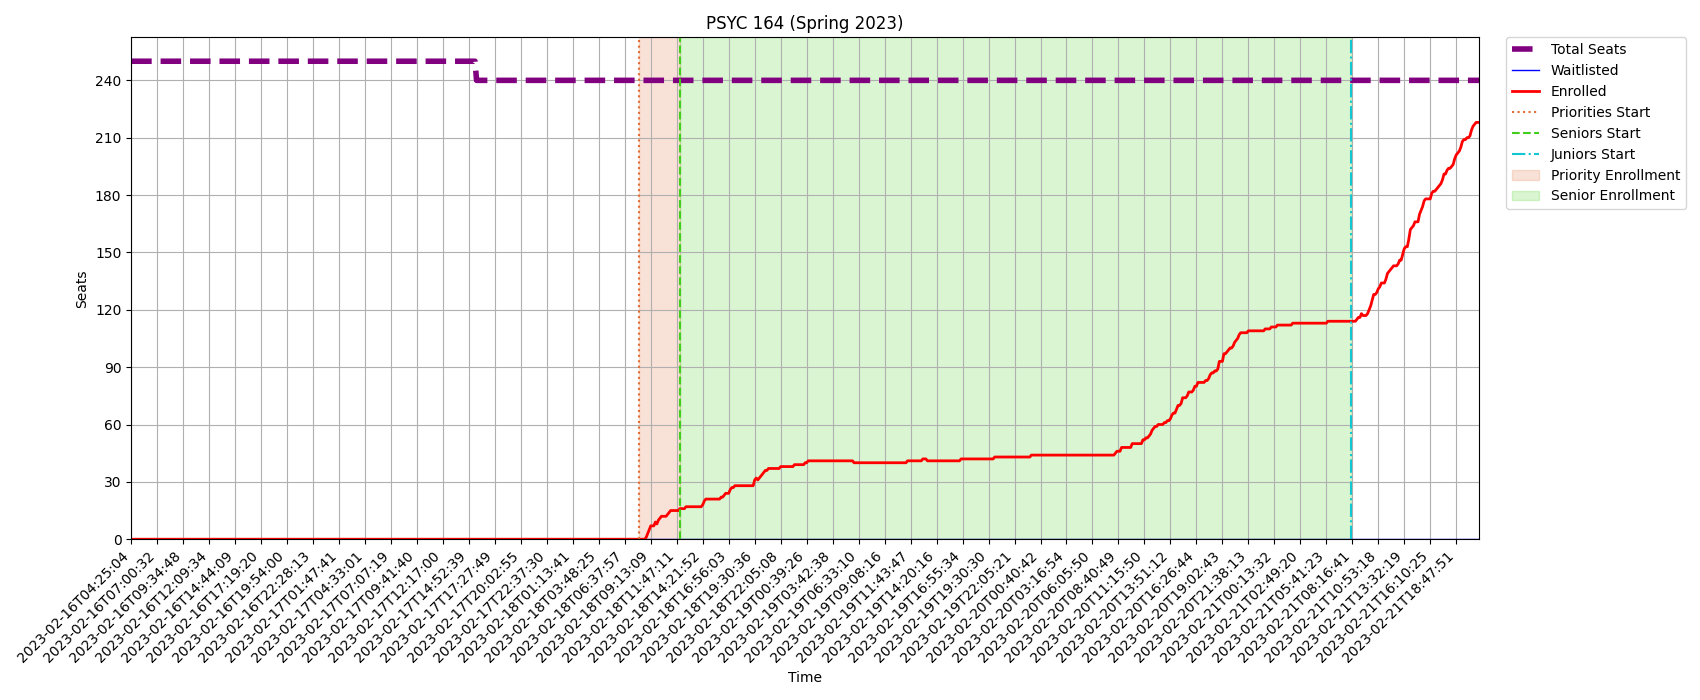 PSYC 164 (Spring 2023)
Total Seats
Waitlisted
Enrolled
Priorities Start
Seniors Start
Juniors Start
Priority Enrollment
Senior Enrollment
Seats
240
210
180
150
120
90
60
30
0
2023-02-16T04:25:04
2023-02-16T07:00:32
2023-02-16T09:34:48
2023-02-16T12:09:34
2023-02-16T14:44:09
2023-02-16T17:19:20
2023-02-16T19:54:00
2023-02-16T22:28:13
2023-02-17T01:47:41
2023-02-17T04:33:01
2023-02-17T07:07:19
2023-02-17T09:41:40
2023-02-17T12:17:00
2023-02-17T14:52:39
2023-02-17T17:27:49
2023-02-17T20:02:55
2023-02-17T22:37:30
2023-02-18T01:13:41
2023-02-18T03:48:25
2023-02-18T06:37:57
2023-02-18T09:13:09
2023-02-18T11:47:11
2023-02-18T14:21:52
2023-02-18T16:56:03
2023-02-18T19:30:36
2023-02-18T22:05:08
2023-02-19T00:39:26
2023-02-19T03:42:38
2023-02-19T06:33:10
2023-02-19T09:08:16
2023-02-19T11:43:47
2023-02-19T14:20:16
2023-02-19T16:55:34
2023-02-19T19:30:30
2023-02-19T22:05:21
2023-02-20T00:40:42
2023-02-20T03:16:54
2023-02-20T06:05:50
2023-02-20T08:40:49
2023-02-20T11:15:50
2023-02-20T13:51:12
2023-02-20T16:26:44
2023-02-20T19:02:43
2023-02-20T21:38:13
2023-02-21T00:13:32
2023-02-21T02:49:20
2023-02-21T05:41:23
2023-02-21T08:16:41
2023-02-21T10:53:18
2023-02-21T13:32:19
2023-02-21T16:10:25
2023-02-21T18:47:51
Time